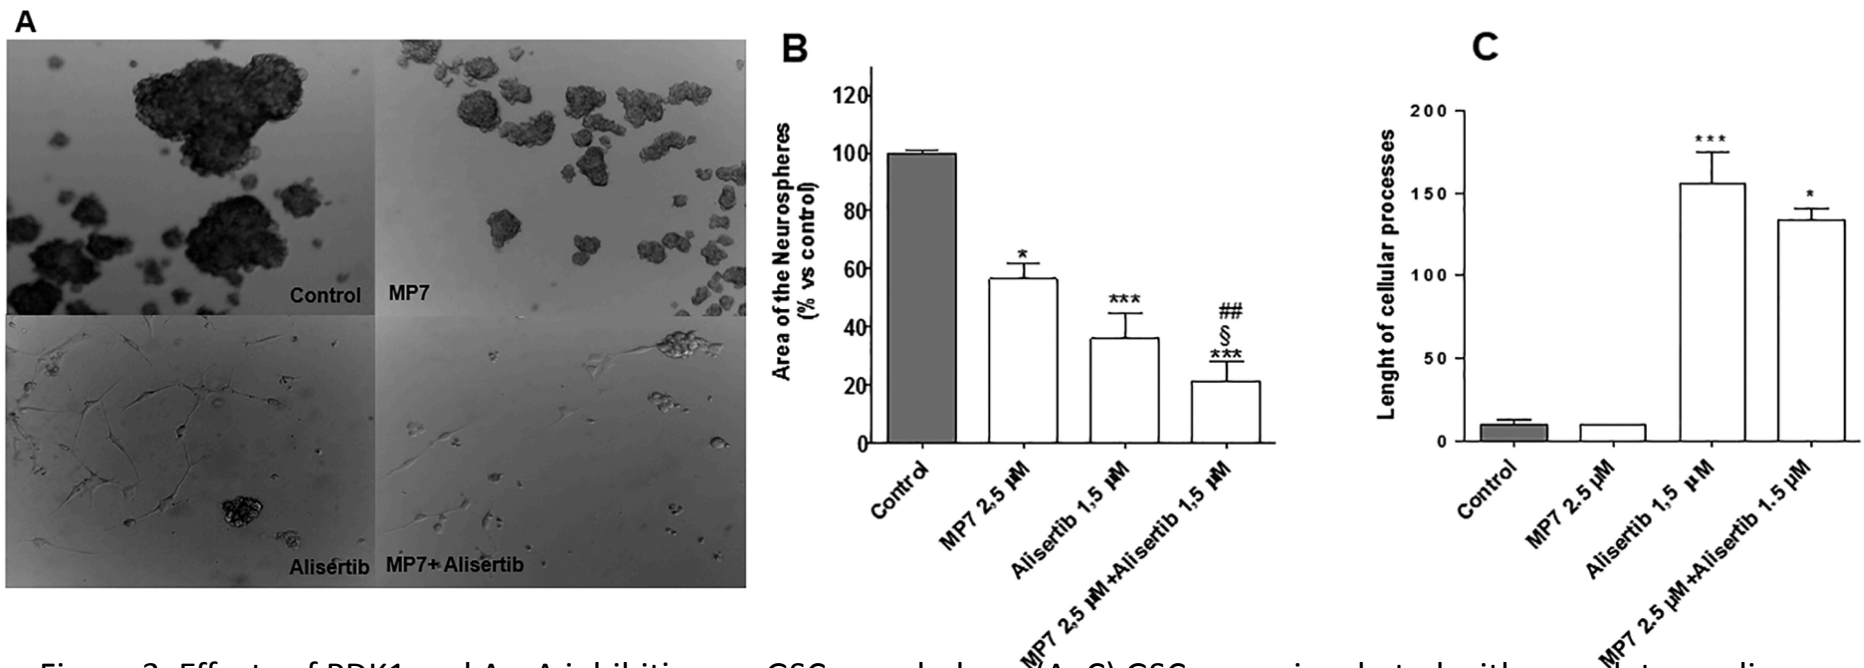 A
Control
MP7
Alisertib
MP7+ Alisertib
B
Area of the Neurospheres
(% vs control)
120
100
80
60
40
20
0
*
***
##
§
***
Control
MP7 2,5 µM
Alisertib 1,5 µM
MP7 2,5 µM+Alisertib 1,5 µM
C
Lenght of cellular processes
200
150
100
50
0
***
*
Control
MP7 2.5 µM
Alisertib 1,5 µM
MP7 2.5 µM+Alisertib 1.5 µM